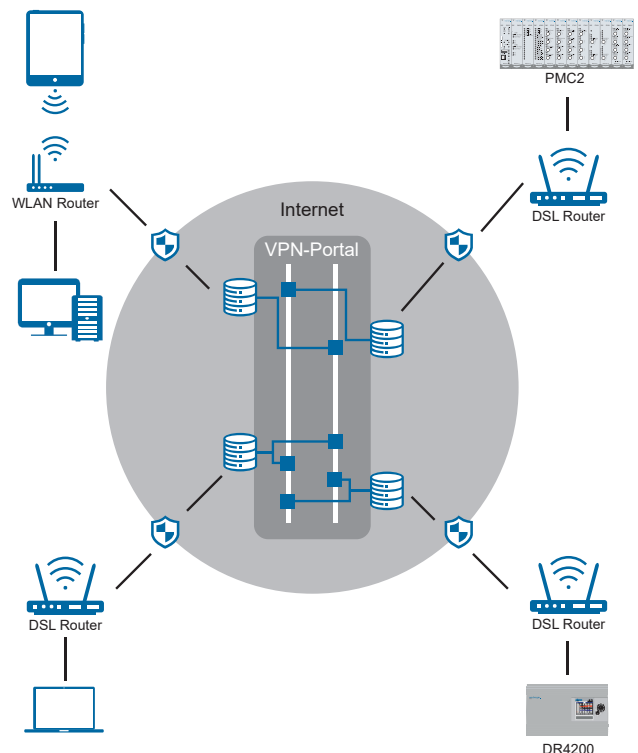 PMC2
WLAN Router
DSL Router
Internet
VPN-Portal
DSL Router
DSL Router
DR4200